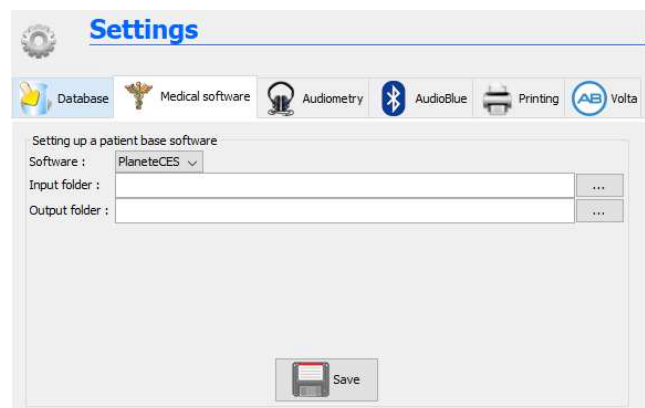 Settings
Database Medical software Audiometry AudioBlue Printing AB Volta
Setting up a patient base software
Software : PlaneteCES
Input folder : ...
Output folder : ...
Save